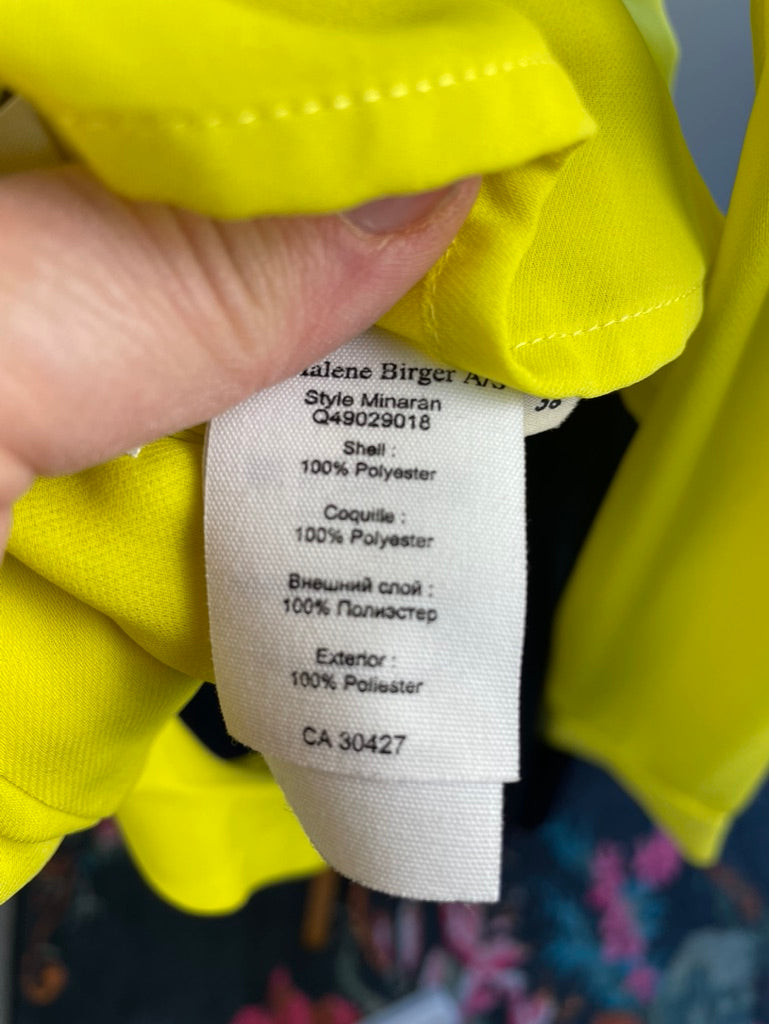 Birger A/S
Style Minaran
Q49029018
38
Shell :
100% Polyester
Coquille :
100% Polyester
Внешний слой :
100% Полиэстер
Exterior :
100% Poliester
CA 30427